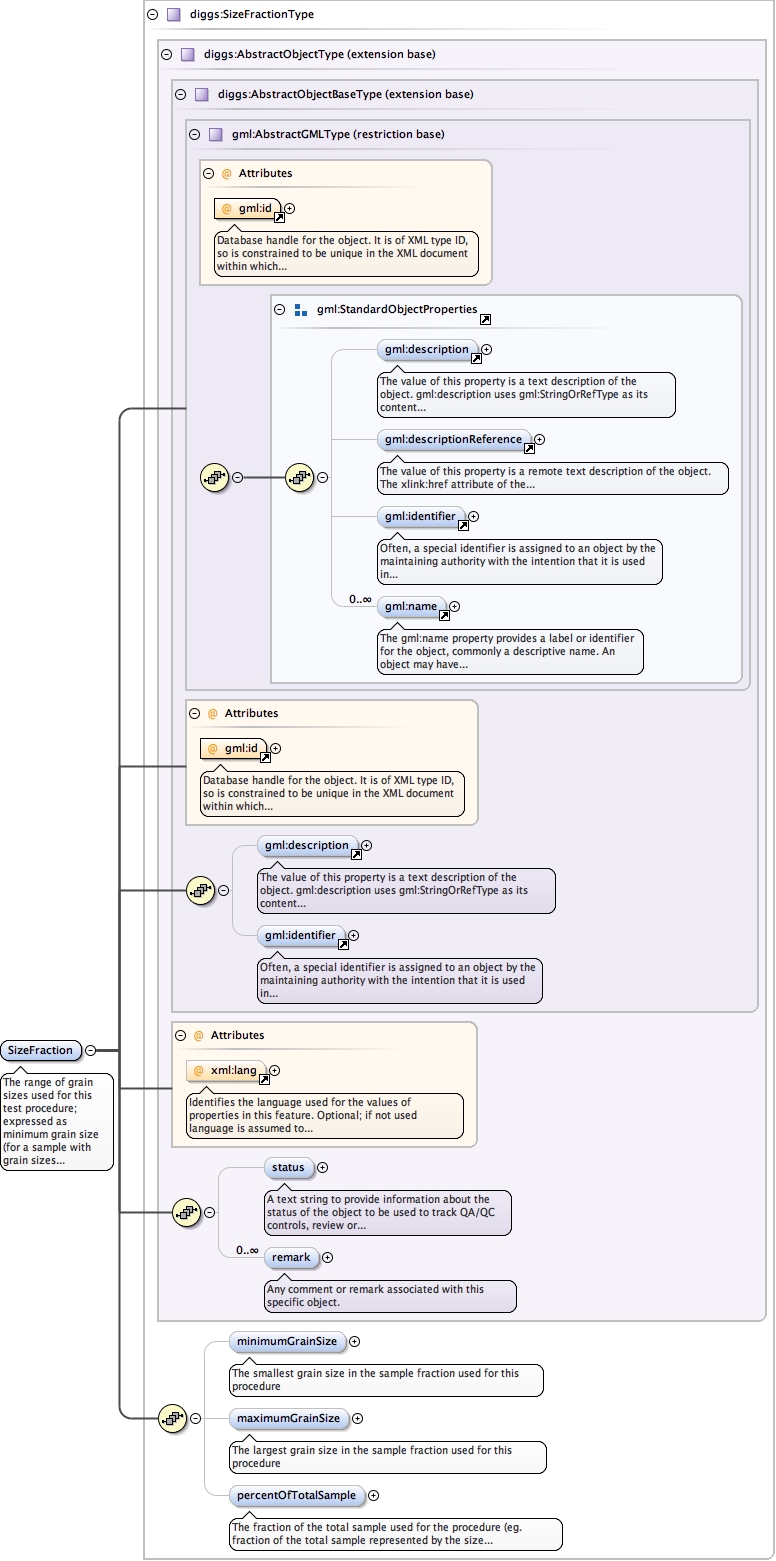 diggs:SizeFractionType
diggs:AbstractObjectType (extension base)
diggs:AbstractObjectBaseType (extension base)
gml:AbstractGMLType (restriction base)
@ Attributes
@ gml:id
Database handle for the object. It is of XML type ID,
so is constrained to be unique in the XML document
within which...
gml:StandardObjectProperties
gml:description
The value of this property is a text description of the
object. gml:description uses gml:StringOrRefType as its
content...
gml:descriptionReference
The value of this property is a remote text description of the object.
The xlink:href attribute of the...
gml:identifier
Often, a special identifier is assigned to an object by the
maintaining authority with the intention that it is used
in...
0..∞
gml:name
The gml:name property provides a label or identifier
for the object, commonly a descriptive name. An
object may have...
@ Attributes
@ gml:id
Database handle for the object. It is of XML type ID,
so is constrained to be unique in the XML document
within which...
gml:description
The value of this property is a text description of the
object. gml:description uses gml:StringOrRefType as its
content...
gml:identifier
Often, a special identifier is assigned to an object by the
maintaining authority with the intention that it is used
in...
SizeFraction
The range of grain
sizes used for this
test procedure;
expressed as
minimum grain size
(for a sample with
grain sizes...
@ Attributes
@ xml:lang
Identifies the language used for the values of
properties in this feature. Optional; if not used
language is assumed to...
status
A text string to provide information about the
status of the object to be used to track QA/QC
controls, review or...
0..∞
remark
Any comment or remark associated with this
specific object.
minimumGrainSize
The smallest grain size in the sample fraction used for this
procedure
maximumGrainSize
The largest grain size in the sample fraction used for this
procedure
percentOfTotalSample
The fraction of the total sample used for the procedure (eg.
fraction of the total sample represented by the size...